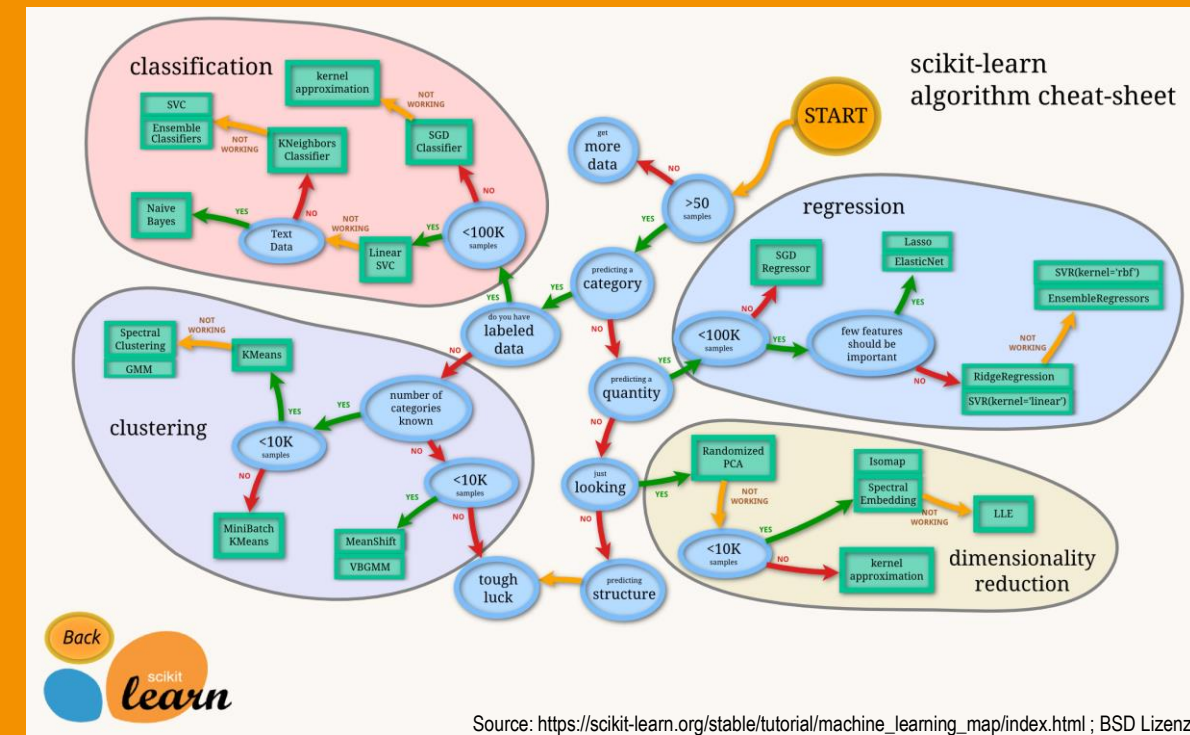 scikit-learn
algorithm cheat-sheet
START
>50
samples
NO
get
more
data
YES
predicting a
category
YES
do you have
labeled
data
YES
NO
classification
<100K
samples
NO
SGD
Classifier
NOT
WORKING
kernel
approximation
YES
Linear
SVC
NOT
WORKING
Text
Data
YES
Naive
Bayes
NO
KNeighbors
Classifier
NOT
WORKING
SVC
Ensemble
Classifiers
NO
clustering
number of
categories
known
YES
<10K
samples
YES
KMeans
NOT
WORKING
Spectral
Clustering
GMM
NO
MiniBatch
KMeans
NO
<10K
samples
YES
MeanShift
VBGMM
NO
tough
luck
predicting a
quantity
YES
regression
<100K
samples
NO
SGD
Regressor
YES
few features
should be
important
YES
Lasso
ElasticNet
NO
RidgeRegression
SVR(kernel='linear')
NOT
WORKING
SVR(kernel='rbf')
EnsembleRegressors
NO
just
looking
YES
Randomized
PCA
NOT
WORKING
<10K
samples
YES
Isomap
Spectral
Embedding
NOT
WORKING
LLE
NO
kernel
approximation
dimensionality
reduction
NO
predicting
structure
Back
scikit
learn
Source: https://scikit-learn.org/stable/tutorial/machine_learning_map/index.html ; BSD Lizenz